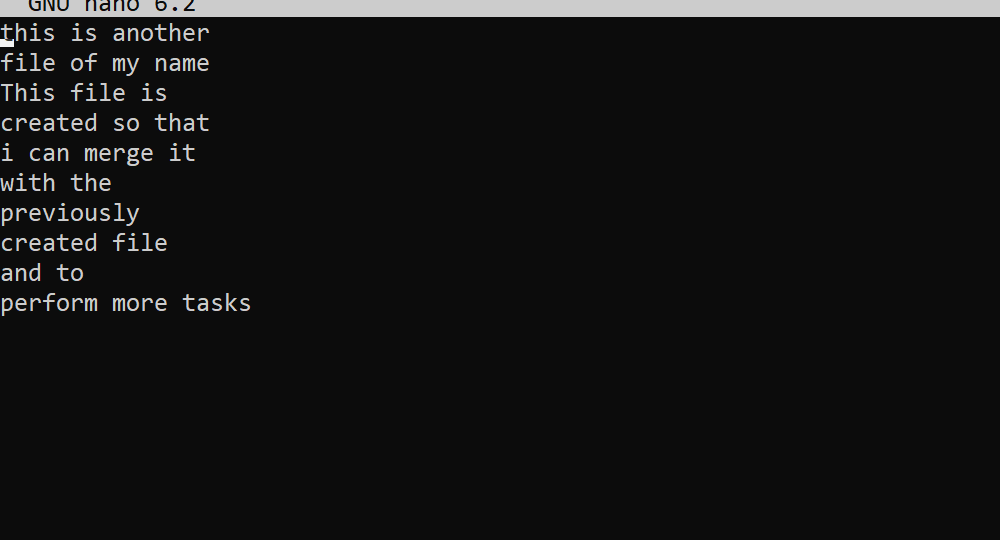 GNU nano 6.2
this is another
file of my name
This file is
created so that
i can merge it
with the
previously
created file
and to
perform more tasks